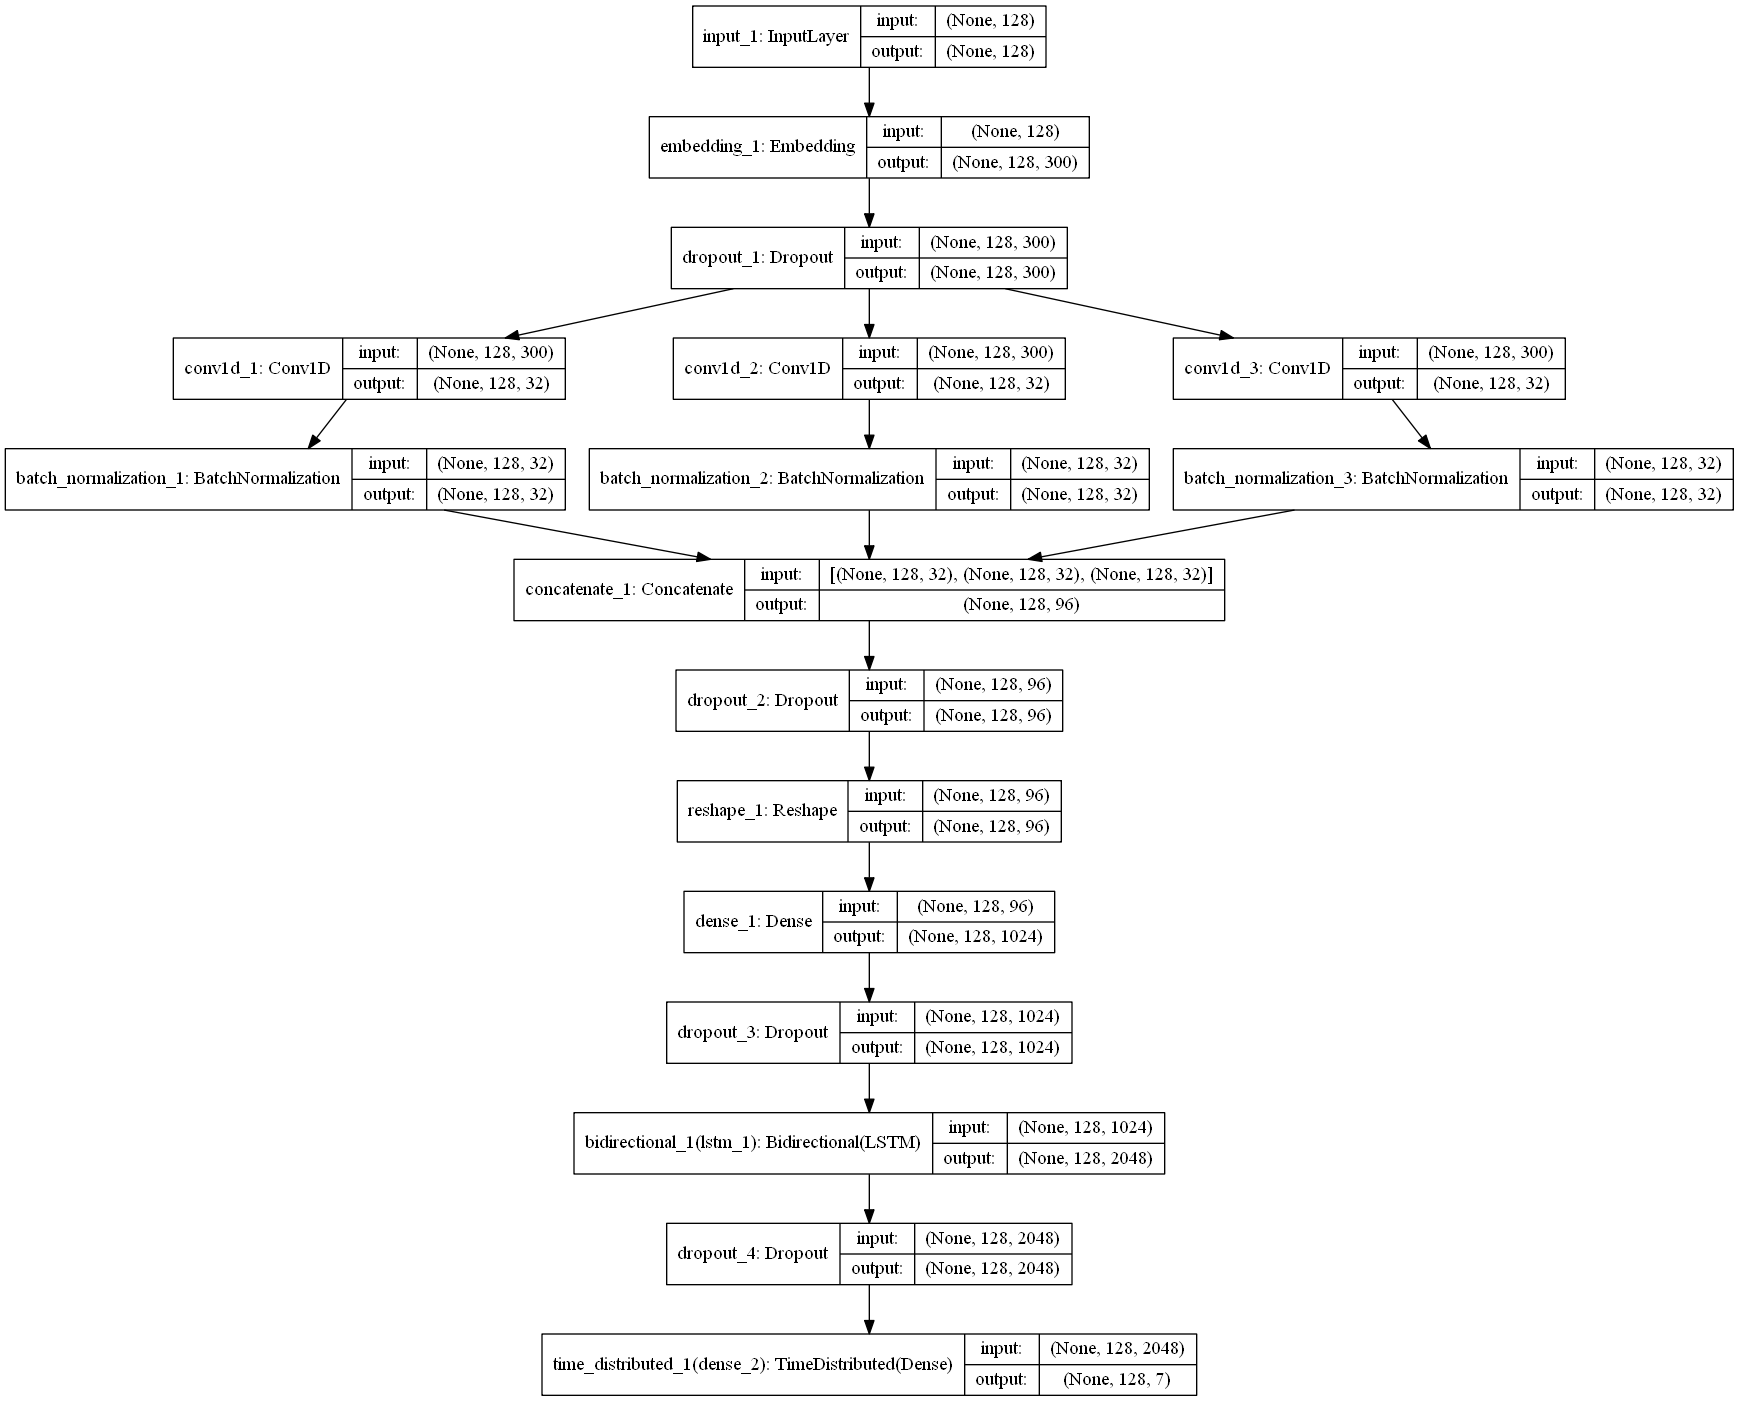 input_1: InputLayer
input: (None, 128)
output: (None, 128)
embedding_1: Embedding
input: (None, 128)
output: (None, 128, 300)
dropout_1: Dropout
input: (None, 128, 300)
output: (None, 128, 300)
conv1d_1: Conv1D
input: (None, 128, 300)
output: (None, 128, 32)
conv1d_2: Conv1D
input: (None, 128, 300)
output: (None, 128, 32)
conv1d_3: Conv1D
input: (None, 128, 300)
output: (None, 128, 32)
batch_normalization_1: BatchNormalization
input: (None, 128, 32)
output: (None, 128, 32)
batch_normalization_2: BatchNormalization
input: (None, 128, 32)
output: (None, 128, 32)
batch_normalization_3: BatchNormalization
input: (None, 128, 32)
output: (None, 128, 32)
concatenate_1: Concatenate
input: [(None, 128, 32), (None, 128, 32), (None, 128, 32)]
output: (None, 128, 96)
dropout_2: Dropout
input: (None, 128, 96)
output: (None, 128, 96)
reshape_1: Reshape
input: (None, 128, 96)
output: (None, 128, 96)
dense_1: Dense
input: (None, 128, 96)
output: (None, 128, 1024)
dropout_3: Dropout
input: (None, 128, 1024)
output: (None, 128, 1024)
bidirectional_1(lstm_1): Bidirectional(LSTM)
input: (None, 128, 1024)
output: (None, 128, 2048)
dropout_4: Dropout
input: (None, 128, 2048)
output: (None, 128, 2048)
time_distributed_1(dense_2): TimeDistributed(Dense)
input: (None, 128, 2048)
output: (None, 128, 7)